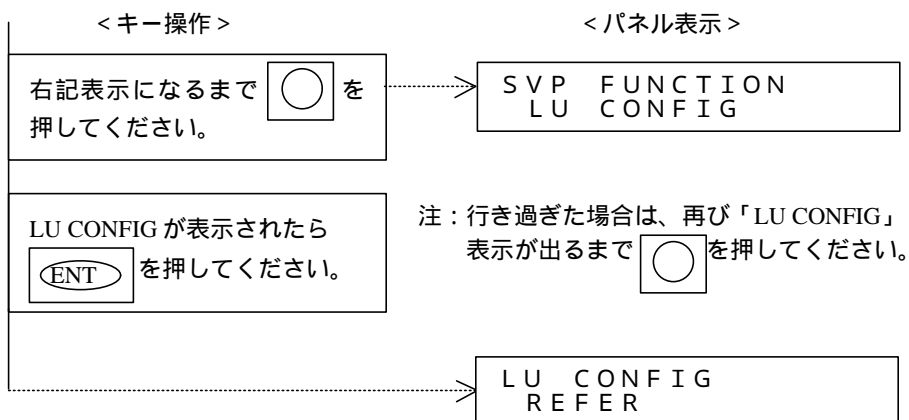 <キー操作>
<パネル表示>
右記表示になるまで ○ を
押してください。
ＳＶＰ　ＦＵＮＣＴＩＯＮ
ＬＵ　ＣＯＮＦＩＧ
LU CONFIG が表示されたら
ENT を押してください。
注：行き過ぎた場合は、再び「LU CONFIG」
表示が出るまで ○ を押してください。
ＬＵ　ＣＯＮＦＩＧ
ＲＥＦＥＲ